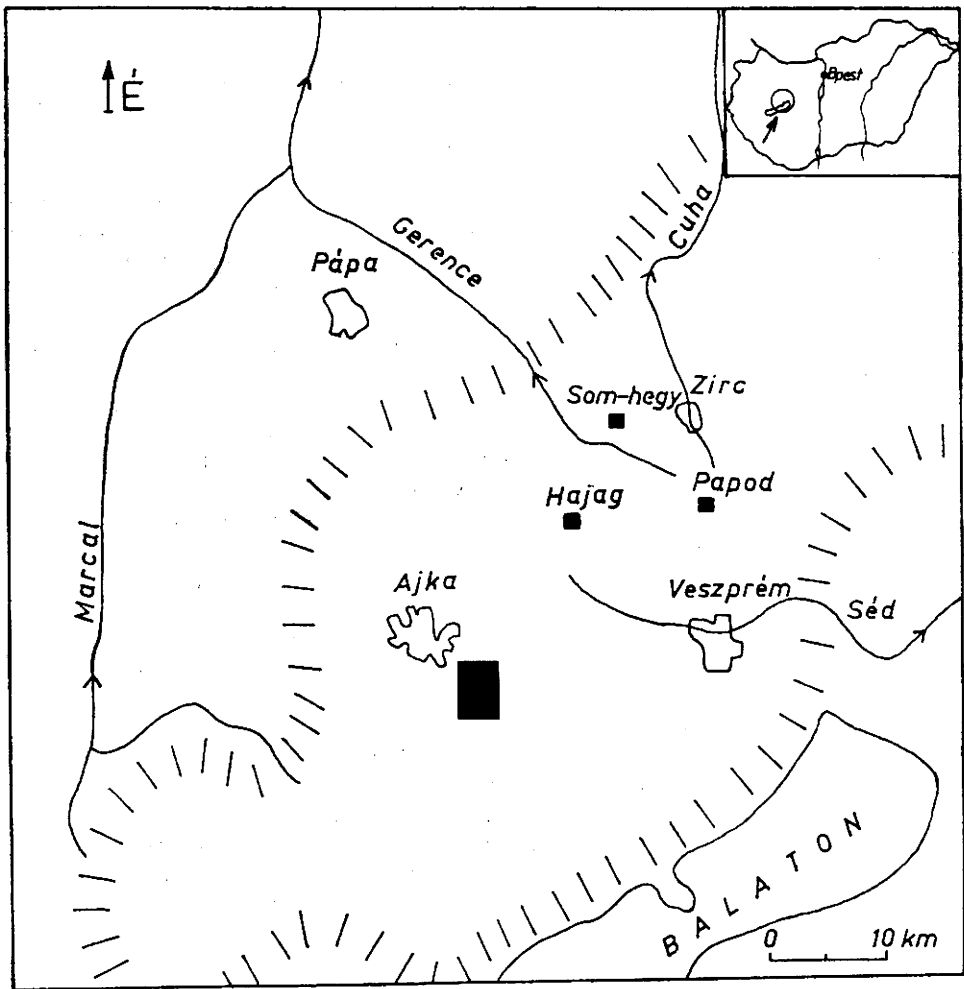 É
Bpest
Cuha
Gerence
Pápa
Som-hegy
Zirc
Hajag
Papod
Marcal
Ajka
Veszprém
Séd
BALATON
0 10 km